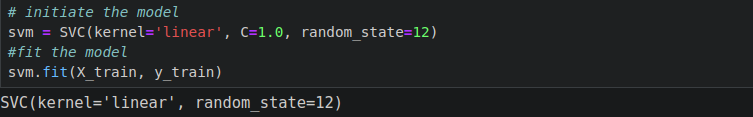 # initiate the model
svm = SVC(kernel='linear', C=1.0, random_state=12)
#fit the model
svm.fit(X_train, y_train)
SVC(kernel='linear', random_state=12)